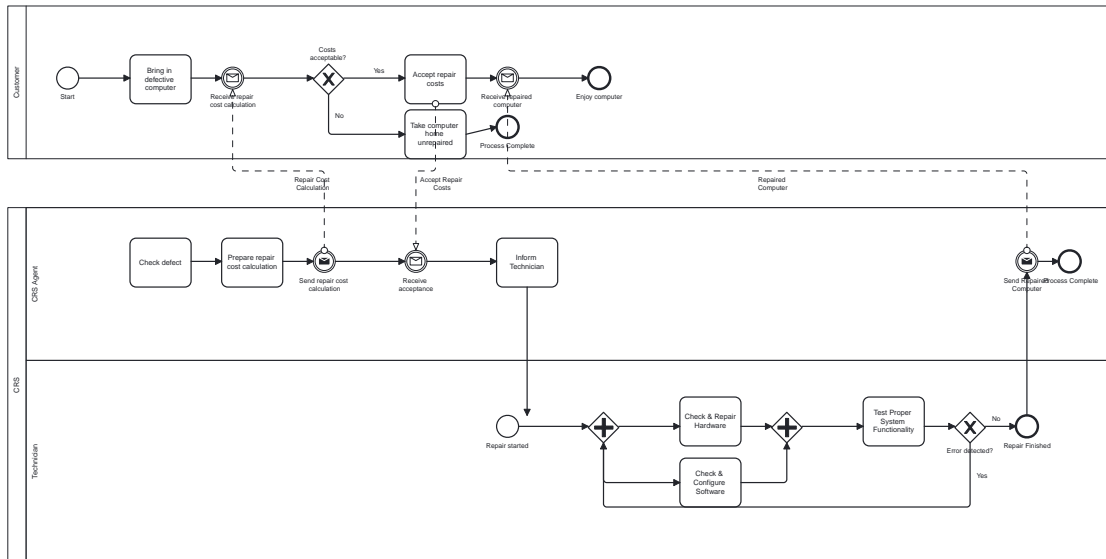 Customer
Start
Bring in
defective
computer
Receive repair
cost calculation
Costs
acceptable?
Yes
No
Accept repair
costs
Take computer
home
unrepaired
Receive repaired
computer
Process Complete
Enjoy computer
Repair Cost
Calculation
Accept Repair
Costs
Repaired
Computer
CRS
CRS Agent
Check defect
Prepare repair
cost calculation
Send repair cost
calculation
Receive
acceptance
Inform
Technician
Send Repaired
Computer
Process Complete
Technician
Repair started
Check & Repair
Hardware
Check &
Configure
Software
Test Proper
System
Functionality
Error detected?
No
Yes
Repair Finished